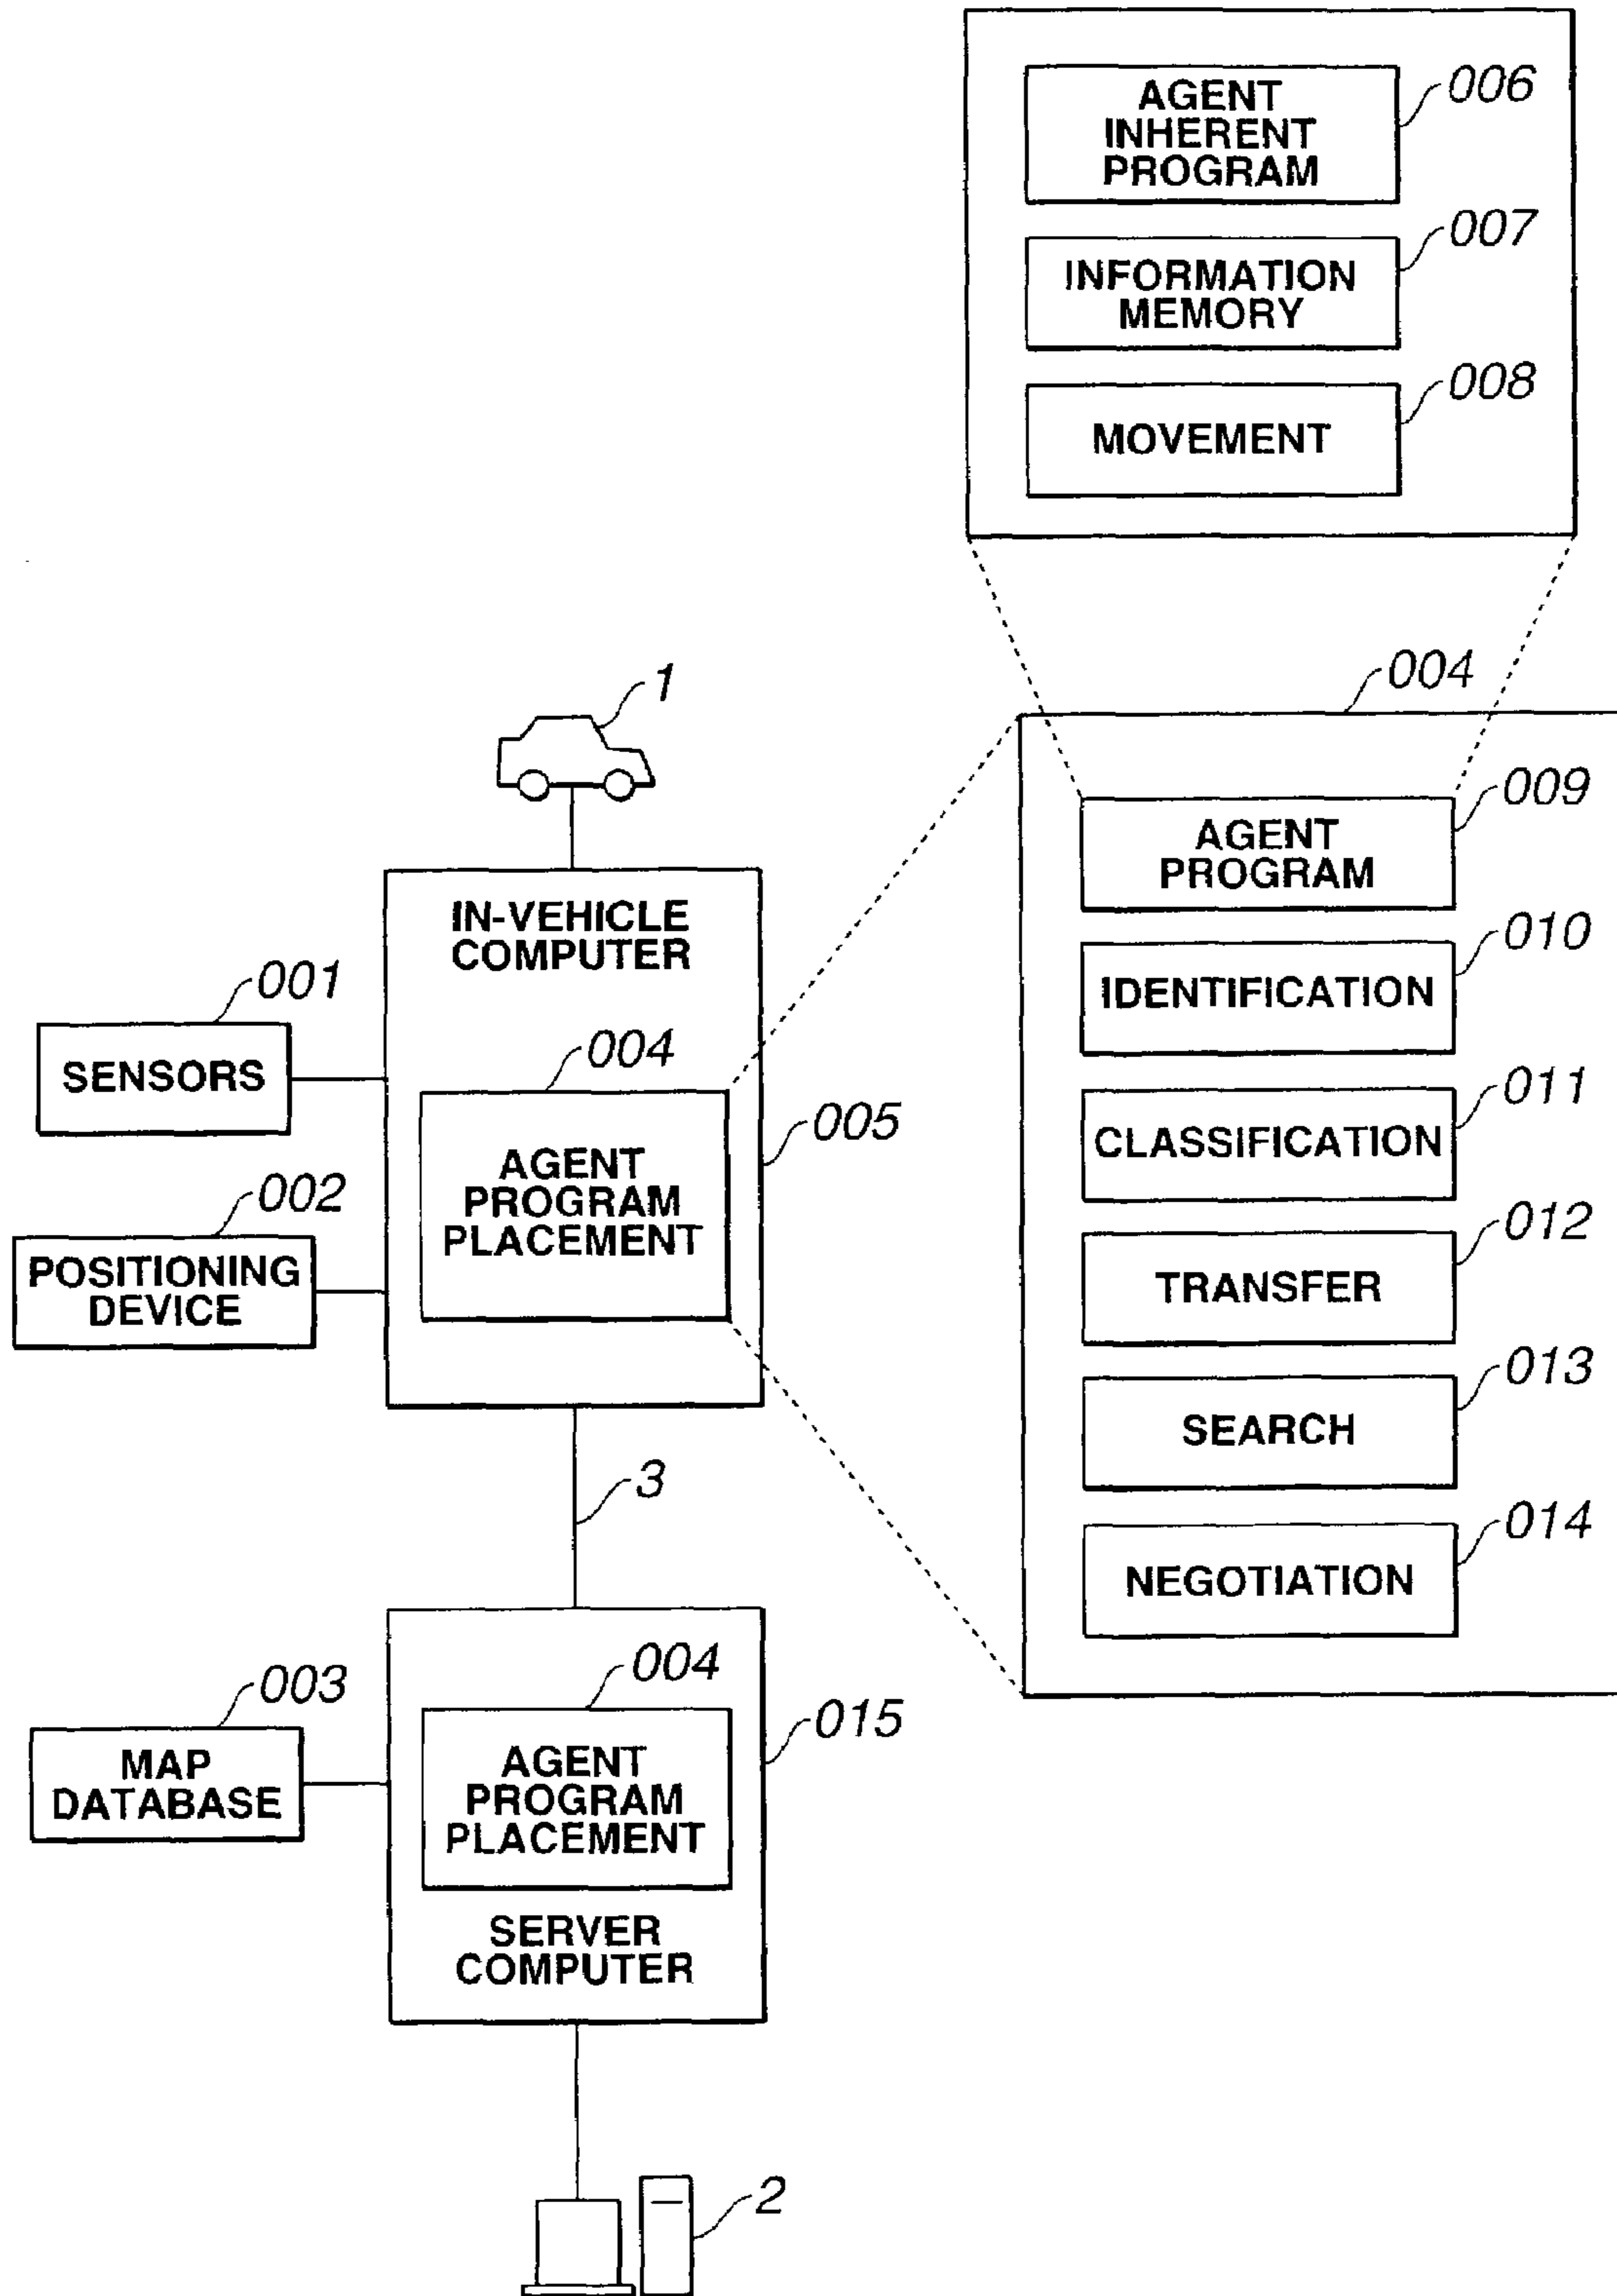 006
AGENT
INHERENT
PROGRAM
007
INFORMATION
MEMORY
008
MOVEMENT
004
009
AGENT
PROGRAM
010
IDENTIFICATION
011
CLASSIFICATION
012
TRANSFER
013
SEARCH
014
NEGOTIATION
1
IN-VEHICLE
COMPUTER
005
004
AGENT
PROGRAM
PLACEMENT
001
SENSORS
002
POSITIONING
DEVICE
3
003
MAP
DATABASE
015
004
AGENT
PROGRAM
PLACEMENT
SERVER
COMPUTER
2